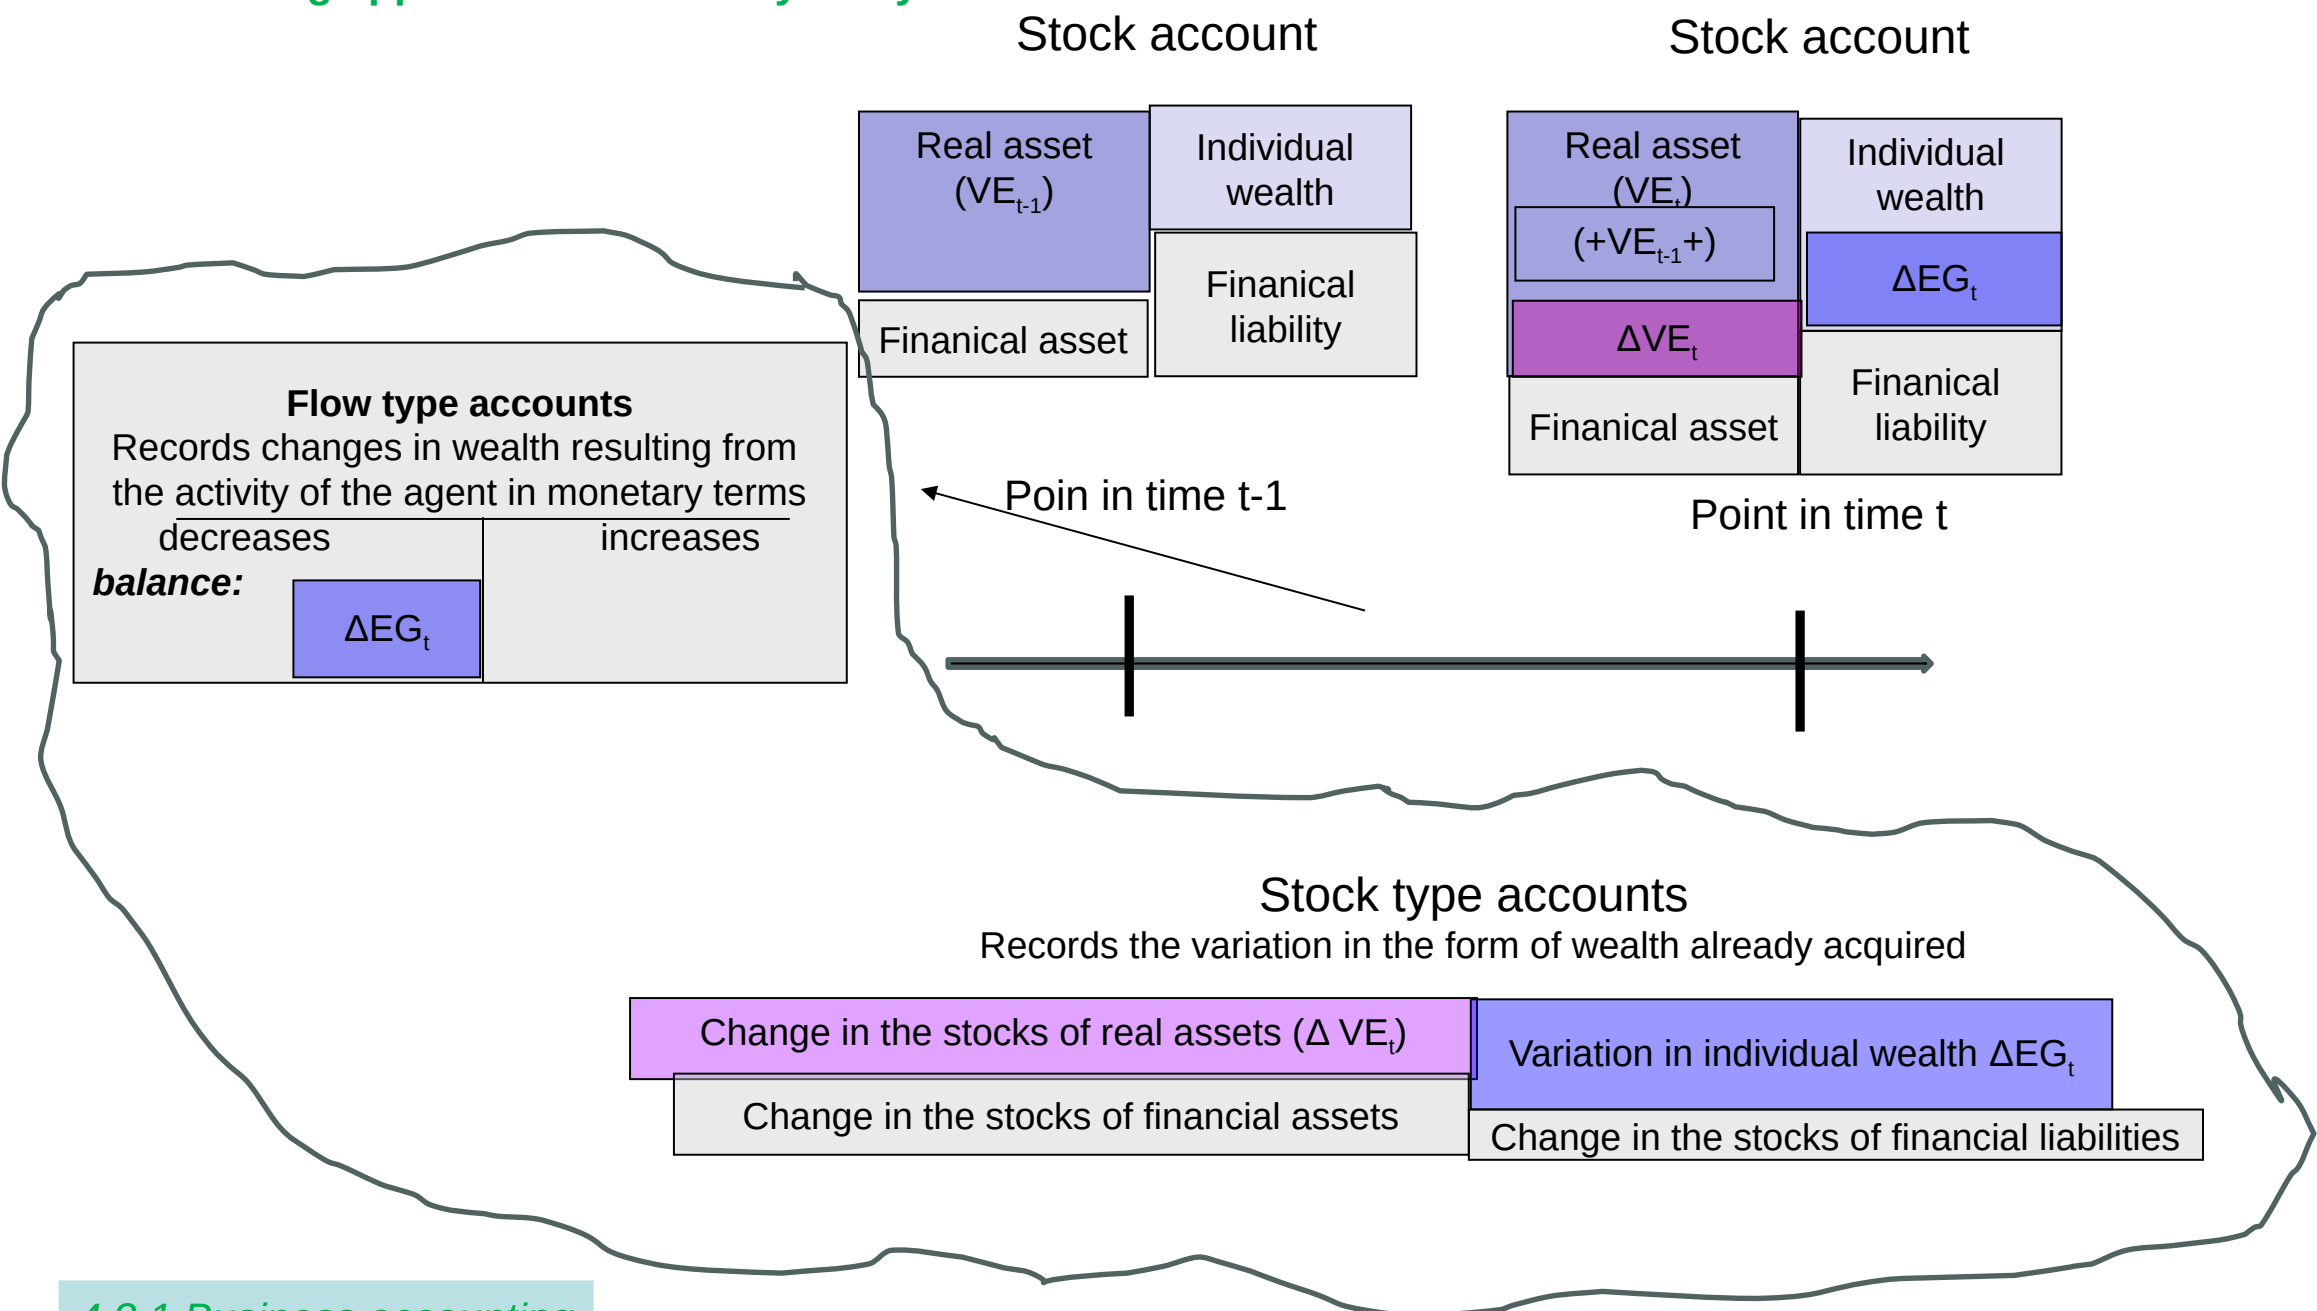 Stock account
Stock account
Real asset
(VEt-1)
Individual
wealth
Finanical
liability
Finanical asset
Real asset
(VEt)
(+VEt-1+)
Individual
wealth
ΔEGt
ΔVEt
Finanical
liability
Finanical asset
Flow type accounts
Records changes in wealth resulting from
the activity of the agent in monetary terms
decreases increases
balance:
ΔEGt
Poin in time t-1
Point in time t
Stock type accounts
Records the variation in the form of wealth already acquired
Change in the stocks of real assets (Δ VEt)
Variation in individual wealth ΔEGt
Change in the stocks of financial assets
Change in the stocks of financial liabilities
4.2.1 Business accounting